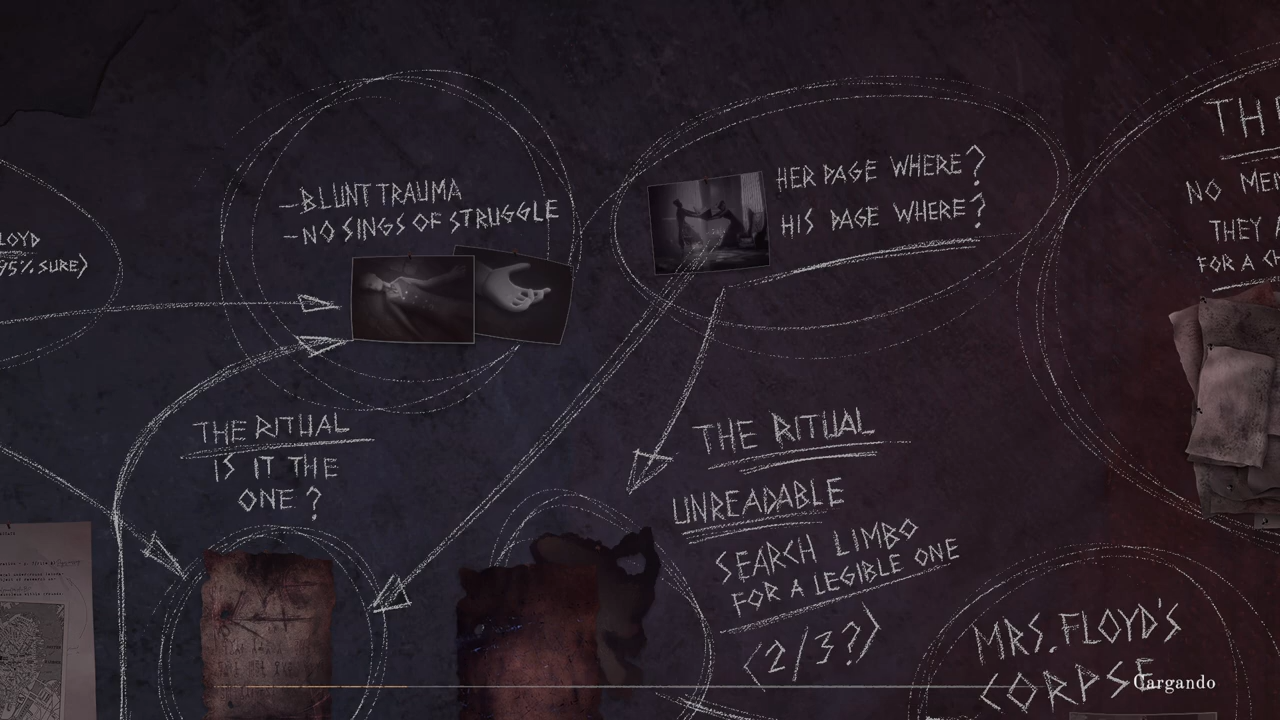 LOYD
95% SURE)
-BLUNT TRAUMA
-NO SINGS OF STRUGGLE
HER PAGE WHERE?
HIS PAGE WHERE?
NO
THEY
FOR A
THE RITUAL
IS IT THE
ONE?
THE RITUAL
UNREADABLE
SEARCH LIMBO
FOR A LEGIBLE ONE
(2/3?)
MRS. FLOYD'S
CORPSE
Cargando